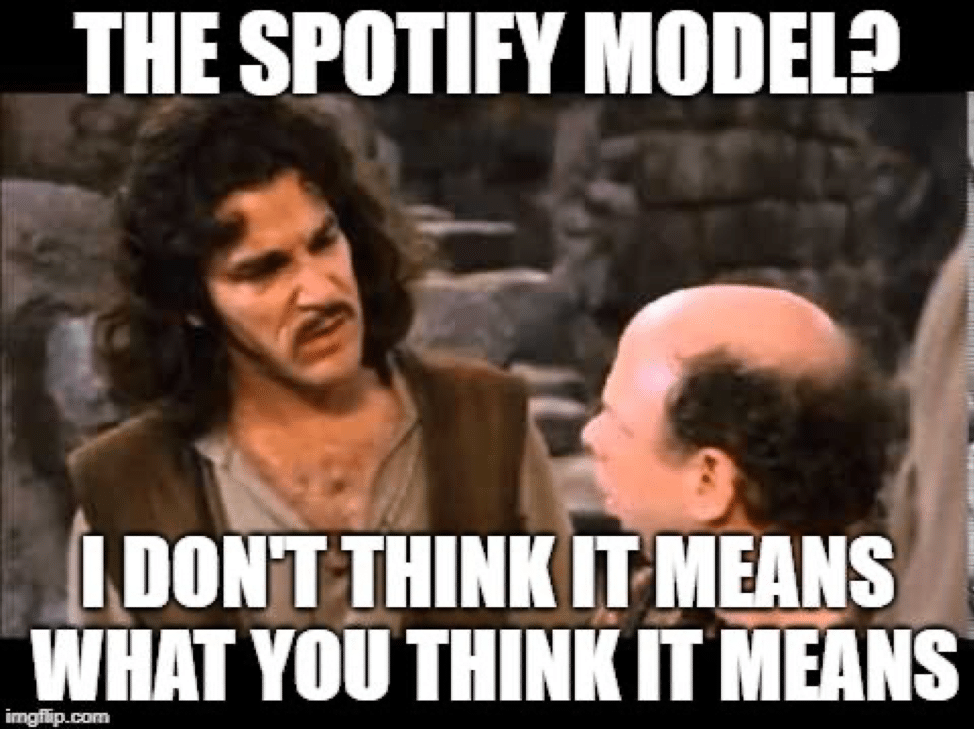 THE SPOTIFY MODEL?
I DON'T THINK IT MEANS
WHAT YOU THINK IT MEANS
imgflip.com